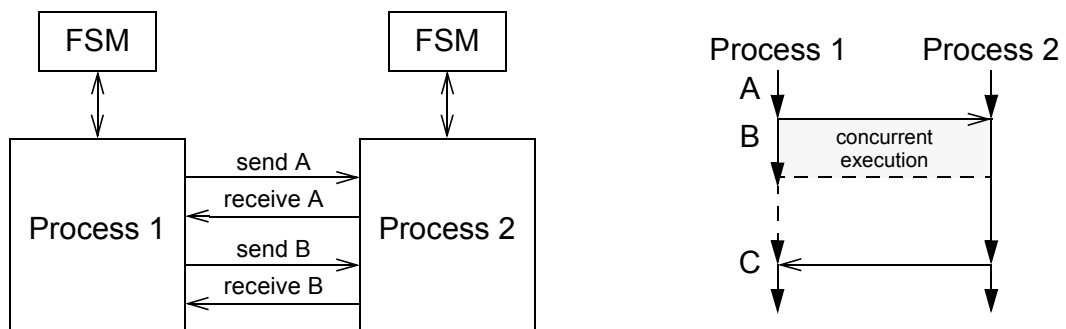 FSM
FSM
Process 1
Process 2
send A
receive A
send B
receive B
Process 1
Process 2
A
B
concurrent
execution
C